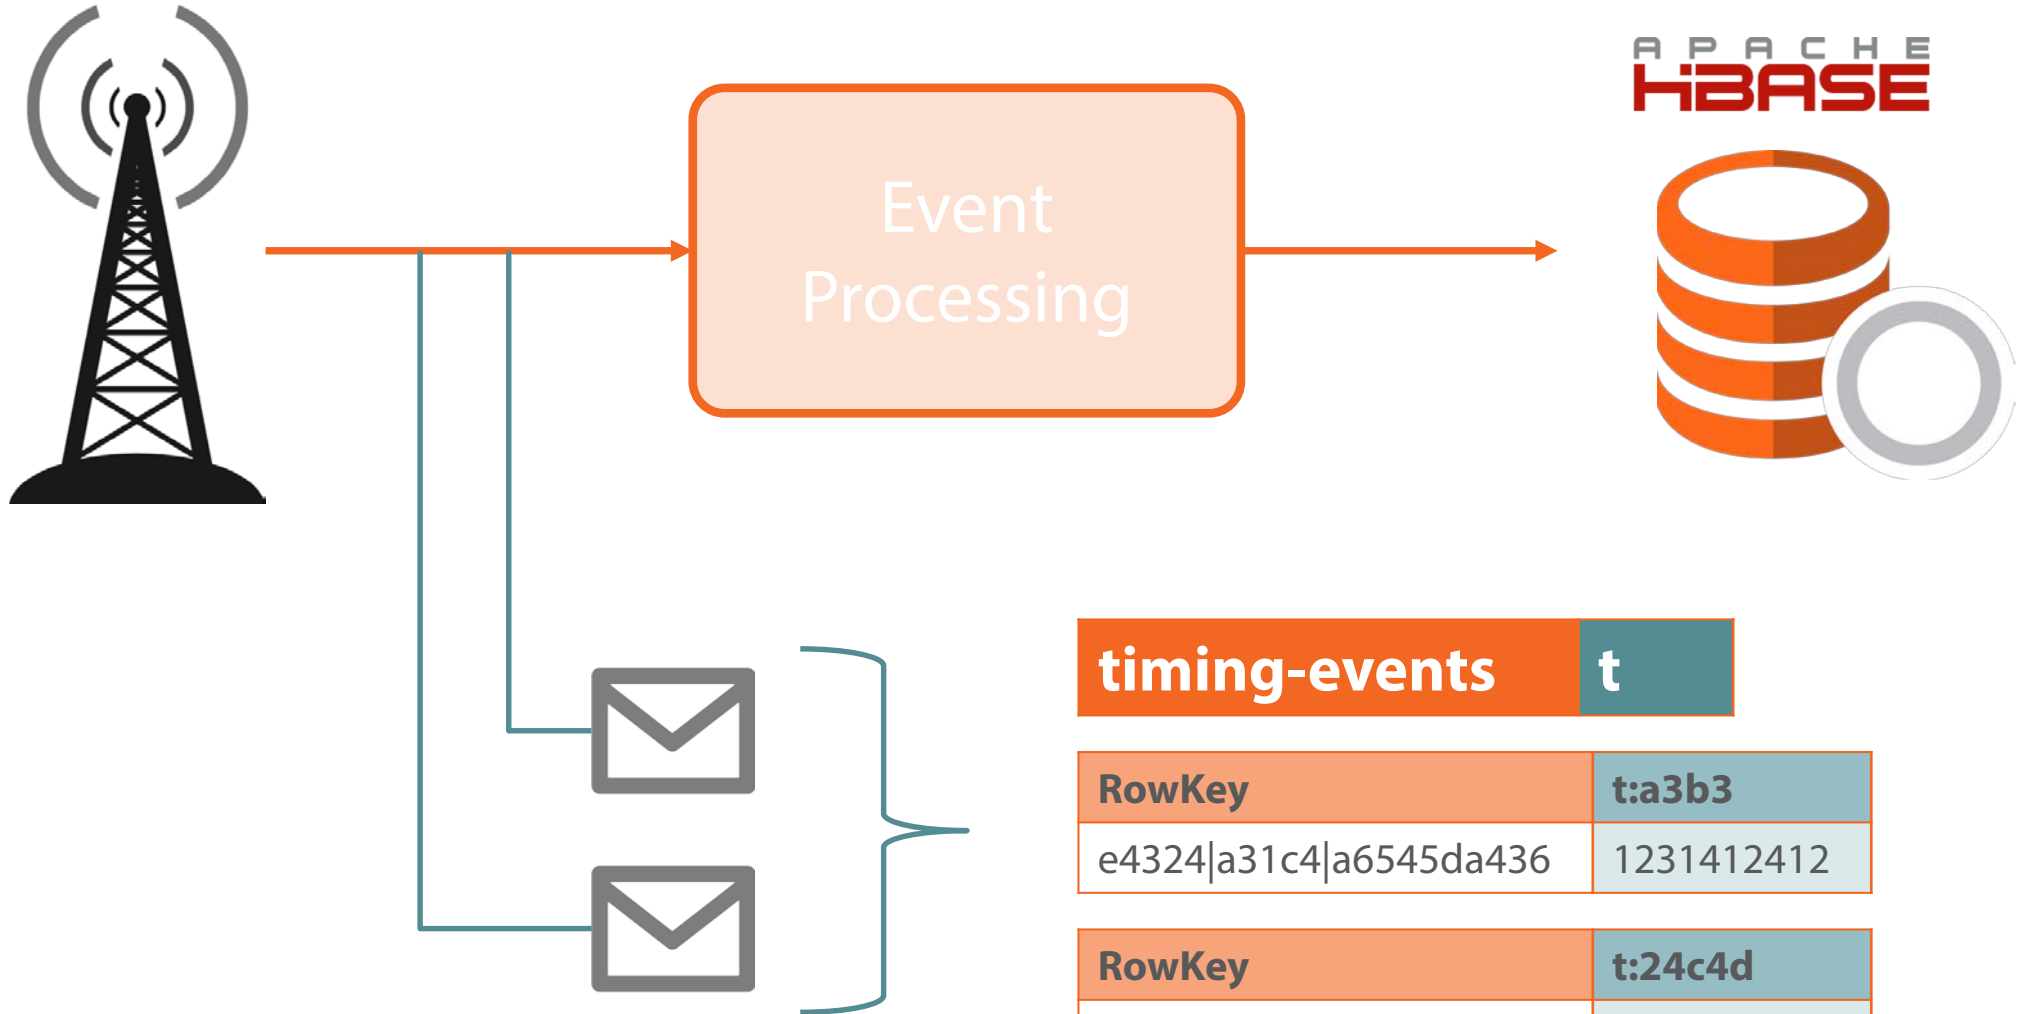 APACHE
HBASE
Event
Processing
timing-events t
RowKey t:a3b3
e4324|a31c4|a6545da436 1231412412
RowKey t:24c4d